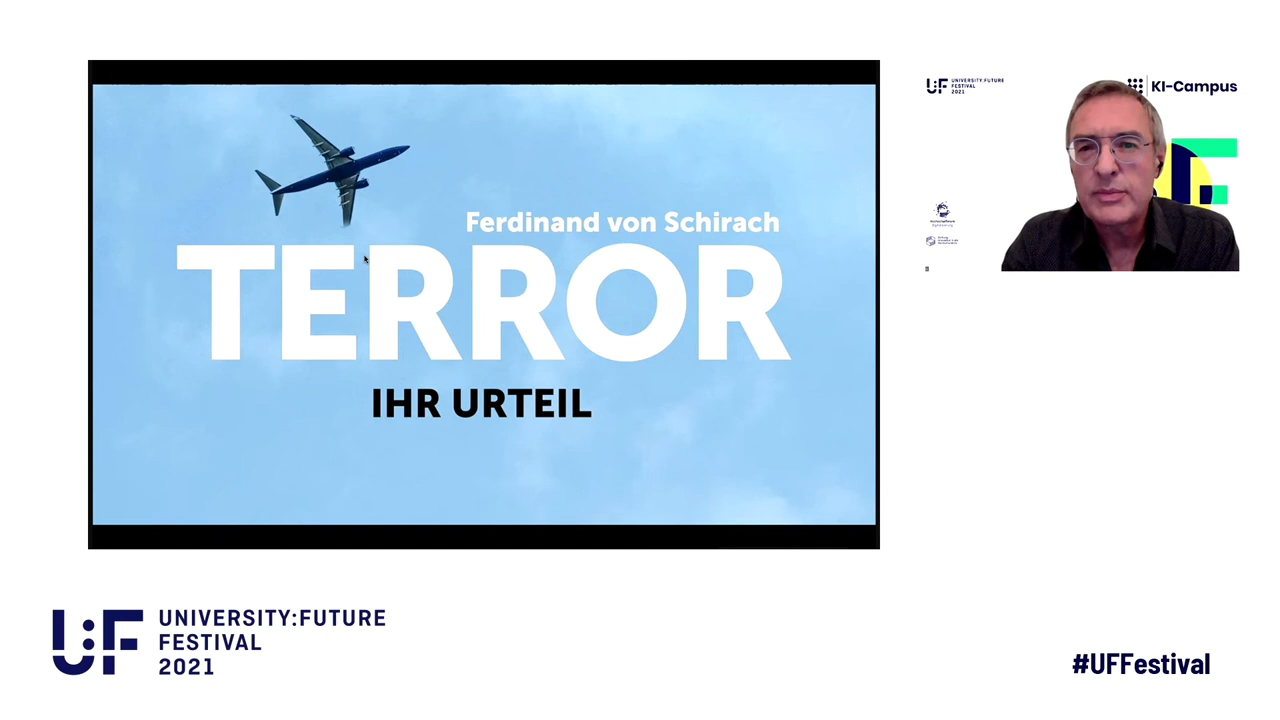 Ferdinand von Schirach
TERROR
IHR URTEIL
U:F UNIVERSITY:FUTURE
FESTIVAL
2021
KI-Campus
U:F
UNIVERSITY:FUTURE
FESTIVAL
2021
#UFFestival